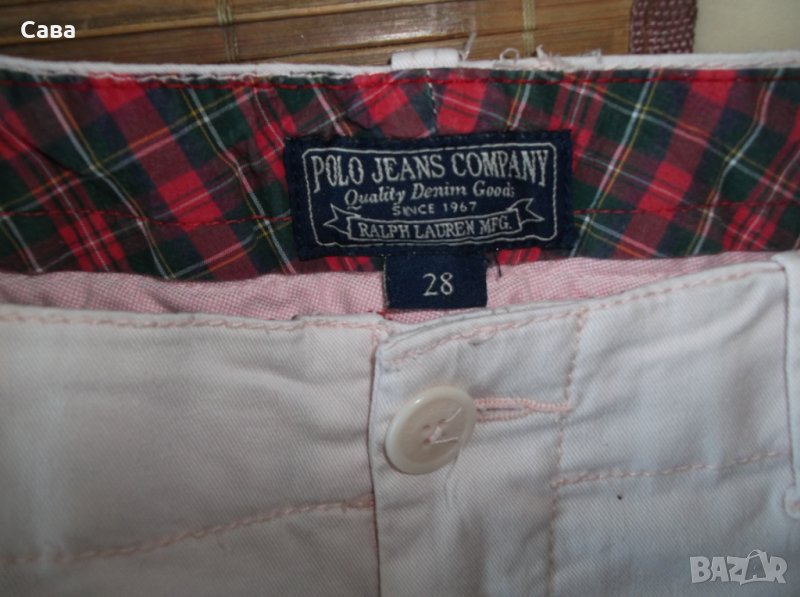 Сава
POLO JEANS COMPANY
Quality Denim Goods
SINCE 1967
RALPH LAUREN MFG.
28
BAZAR